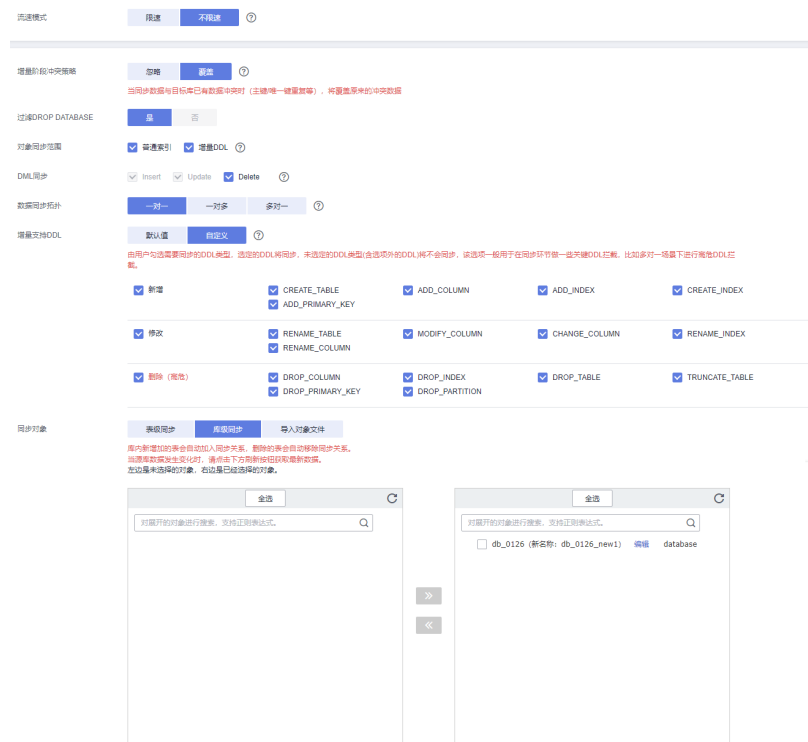 流速模式 限速 不限速 ?
增量阶段冲突策略 忽略 覆盖 ?
当同步数据与目标库已有数据冲突时（主键/唯一键重复等），将覆盖原来的冲突数据
过滤DROP DATABASE 是 否
对象同步范围 普通索引 增量DDL ?
DML同步 Insert Update Delete ?
数据同步拓扑 一对一 一对多 多对一 ?
增量支持DDL 默认值 自定义 ?
由用户勾选需要同步的DDL类型，选定的DDL将同步，未选定的DDL类型(含选项外的DDL)将不会同步，该选项一般用于在同步环节做一些关键DDL拦截，比如多对一场景下进行高危DDL拦
截。
新增 CREATE_TABLE ADD_COLUMN ADD_INDEX CREATE_INDEX
ADD_PRIMARY_KEY
修改 RENAME_TABLE MODIFY_COLUMN CHANGE_COLUMN RENAME_INDEX
RENAME_COLUMN
删除（高危） DROP_COLUMN DROP_INDEX DROP_TABLE TRUNCATE_TABLE
DROP_PRIMARY_KEY DROP_PARTITION
同步对象 表级同步 库级同步 导入对象文件
库内新增加的表会自动加入同步关系，删除的表会自动移除同步关系。
当源库数据发生变化时，请点击下方刷新按钮获取最新数据。
左边是未选择的对象，右边是已经选择的对象。
全选 全选
对展开的对象进行搜索，支持正则表达式。 对展开的对象进行搜索，支持正则表达式。
db_0126（新名称：db_0126_new1） 编辑 database